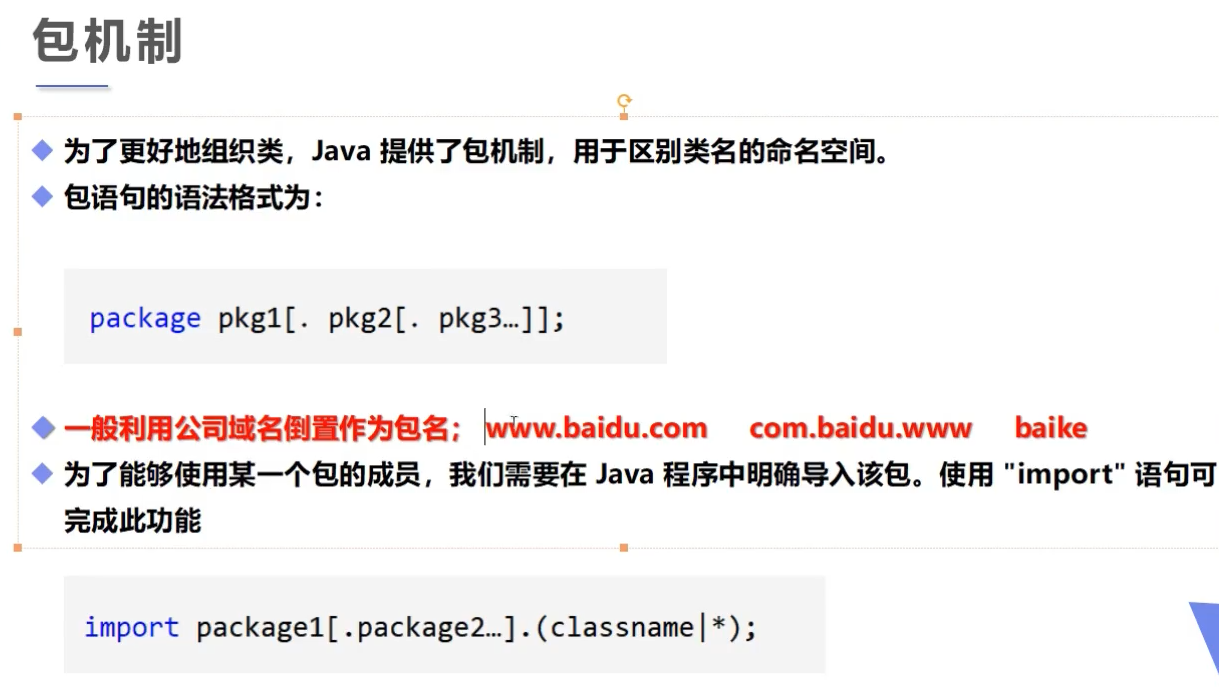 包机制
为了更好地组织类，Java 提供了包机制，用于区别类名的命名空间。
包语句的语法格式为：
package pkg1[. pkg2[. pkg3…]];
一般利用公司域名倒置作为包名； www.baidu.com com.baidu.www baike
为了能够使用某一个包的成员，我们需要在 Java 程序中明确导入该包。使用 "import" 语句可
完成此功能
import package1[.package2…].(classname|*);